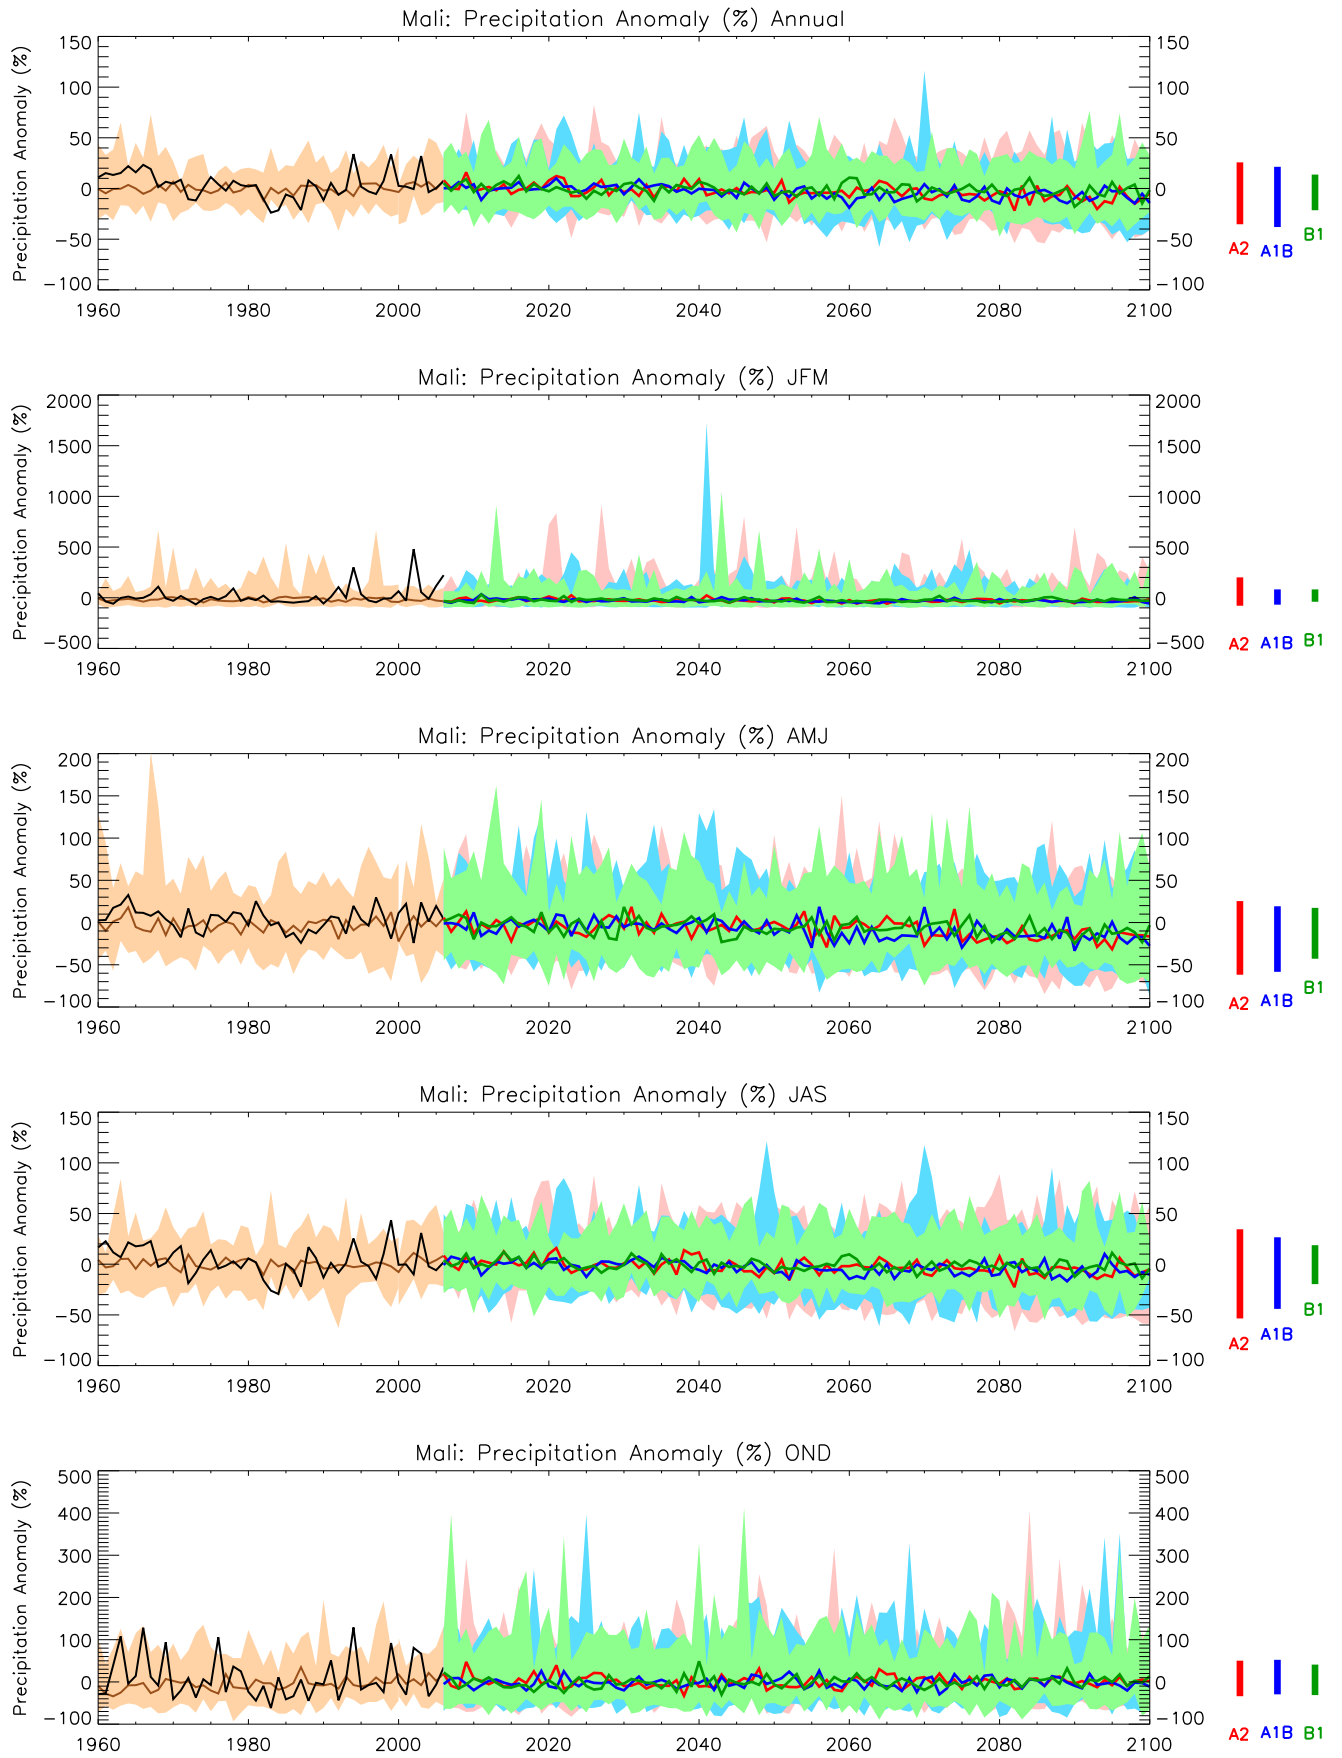 Mali: Precipitation Anomaly (%) Annual
Precipitation Anomaly (%)
150 150
100 100
50 50
0 0
−50 −50
−100 −100
1960 1980 2000 2020 2040 2060 2080 2100
A2 A1B B1
Mali: Precipitation Anomaly (%) JFM
Precipitation Anomaly (%)
2000 2000
1500 1500
1000 1000
500 500
0 0
−500 −500
1960 1980 2000 2020 2040 2060 2080 2100
A2 A1B B1
Mali: Precipitation Anomaly (%) AMJ
Precipitation Anomaly (%)
200 200
150 150
100 100
50 50
0 0
−50 −50
−100 −100
1960 1980 2000 2020 2040 2060 2080 2100
A2 A1B B1
Mali: Precipitation Anomaly (%) JAS
Precipitation Anomaly (%)
150 150
100 100
50 50
0 0
−50 −50
−100 −100
1960 1980 2000 2020 2040 2060 2080 2100
A2 A1B B1
Mali: Precipitation Anomaly (%) OND
Precipitation Anomaly (%)
500 500
400 400
300 300
200 200
100 100
0 0
−100 −100
1960 1980 2000 2020 2040 2060 2080 2100
A2 A1B B1